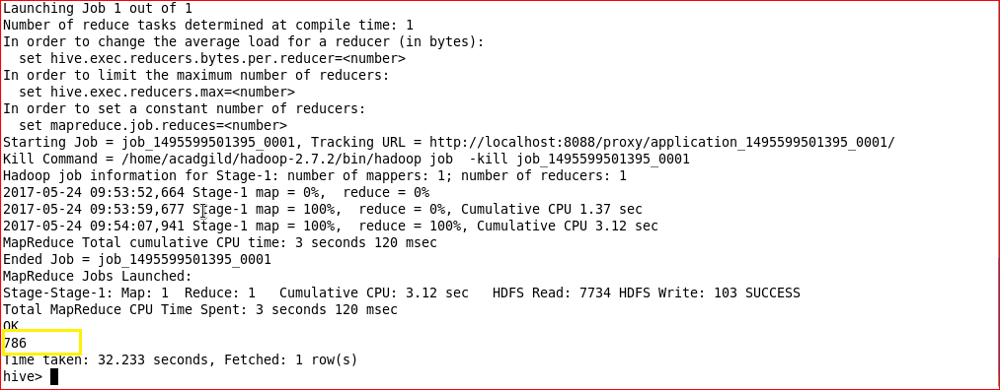 Launching Job 1 out of 1
Number of reduce tasks determined at compile time: 1
In order to change the average load for a reducer (in bytes):
  set hive.exec.reducers.bytes.per.reducer=<number>
In order to limit the maximum number of reducers:
  set hive.exec.reducers.max=<number>
In order to set a constant number of reducers:
  set mapreduce.job.reduces=<number>
Starting Job = job_1495599501395_0001, Tracking URL = http://localhost:8088/proxy/application_1495599501395_0001/
Kill Command = /home/acadgild/hadoop-2.7.2/bin/hadoop job  -kill job_1495599501395_0001
Hadoop job information for Stage-1: number of mappers: 1; number of reducers: 1
2017-05-24 09:53:52,664 Stage-1 map = 0%,  reduce = 0%
2017-05-24 09:53:59,677 Stage-1 map = 100%,  reduce = 0%, Cumulative CPU 1.37 sec
2017-05-24 09:54:07,941 Stage-1 map = 100%,  reduce = 100%, Cumulative CPU 3.12 sec
MapReduce Total cumulative CPU time: 3 seconds 120 msec
Ended Job = job_1495599501395_0001
MapReduce Jobs Launched:
Stage-Stage-1: Map: 1  Reduce: 1   Cumulative CPU: 3.12 sec   HDFS Read: 7734 HDFS Write: 103 SUCCESS
Total MapReduce CPU Time Spent: 3 seconds 120 msec
OK
786
Time taken: 32.233 seconds, Fetched: 1 row(s)
hive>